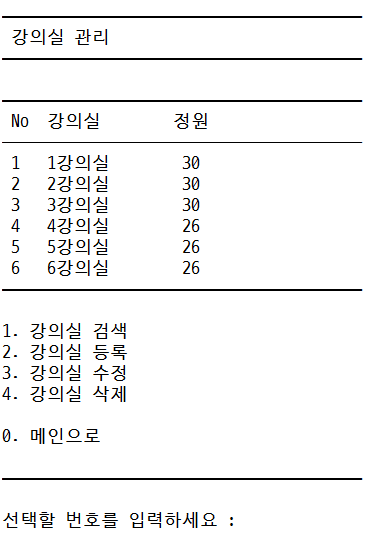 강의실 관리
No 강의실 정원
1 1강의실 30
2 2강의실 30
3 3강의실 30
4 4강의실 26
5 5강의실 26
6 6강의실 26
1. 강의실 검색
2. 강의실 등록
3. 강의실 수정
4. 강의실 삭제
0. 메인으로
선택할 번호를 입력하세요 :